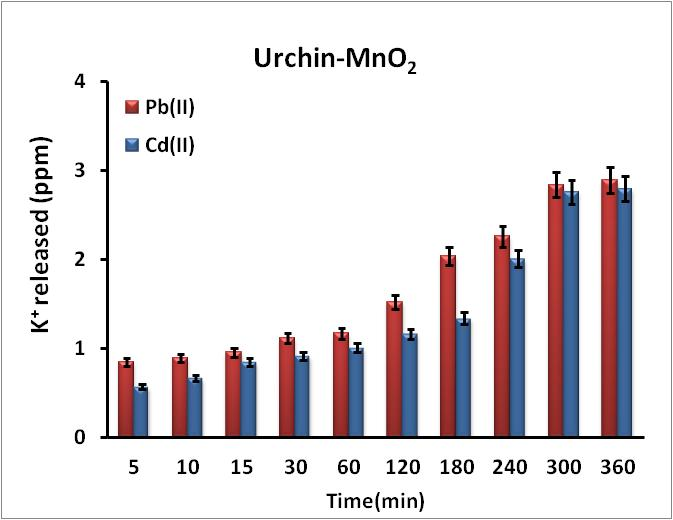 Urchin-MnO₂
Pb(II)
Cd(II)
K⁺ released (ppm)
4
3
2
1
0
5 10 15 30 60 120 180 240 300 360
Time(min)